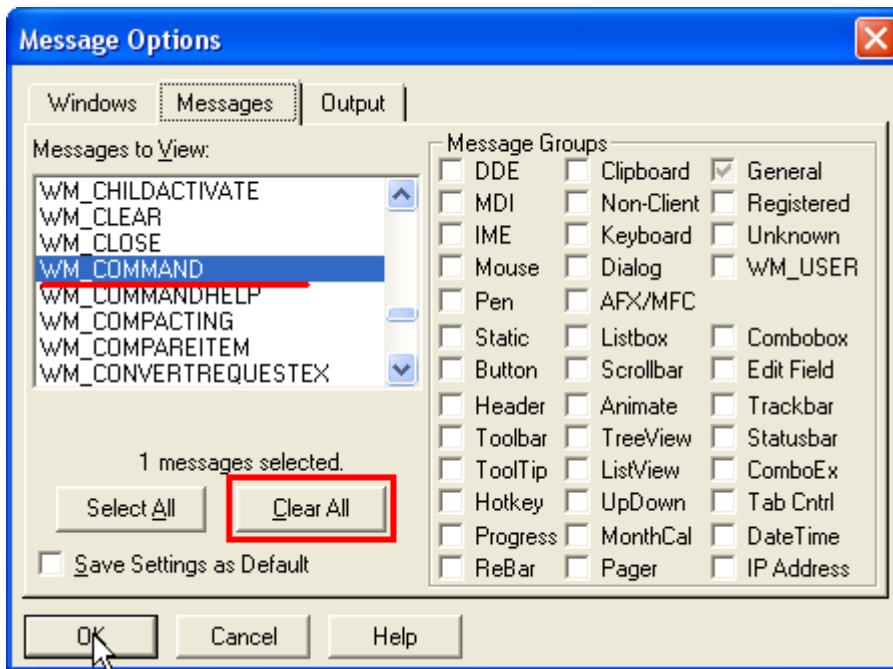 Message Options
Windows Messages Output
Messages to View:
WM_CHILDACTIVATE
WM_CLEAR
WM_CLOSE
WM_COMMAND
WM_COMMANDHELP
WM_COMPACTING
WM_COMPAREITEM
WM_CONVERTREQUESTEX
1 messages selected.
Select All Clear All
Save Settings as Default
Message Groups
DDE Clipboard General
MDI Non-Client Registered
IME Keyboard Unknown
Mouse Dialog WM_USER
Pen AFX/MFC
Static Listbox Combobox
Button Scrollbar Edit Field
Header Animate Trackbar
Toolbar TreeView Statusbar
ToolTip ListView ComboEx
Hotkey UpDown Tab Cntrl
Progress MonthCal DateTime
ReBar Pager IP Address
OK Cancel Help